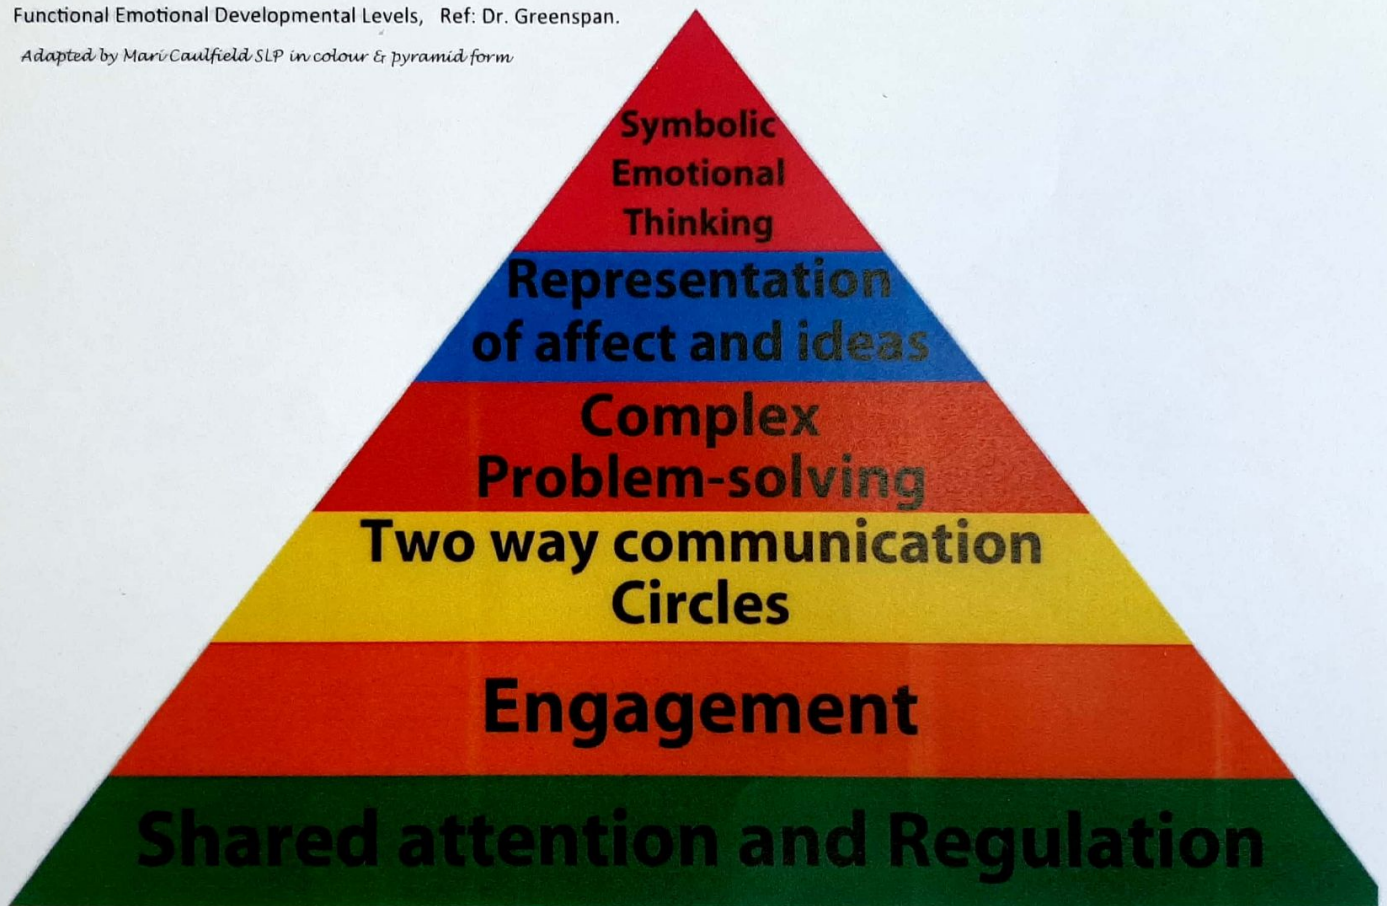 Functional Emotional Developmental Levels, Ref: Dr. Greenspan.
Adapted by Mari Caulfield SLP in colour & pyramid form
Symbolic
Emotional
Thinking
Representation
of affect and ideas
Complex
Problem-solving
Two way communication
Circles
Engagement
Shared attention and Regulation